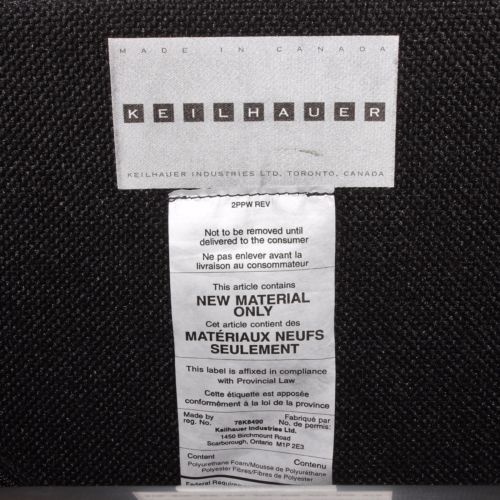 MADE IN CANADA
KEILHAUER
KEILHAUER INDUSTRIES LTD, TORONTO, CANADA
2PPW REV
Not to be removed until
delivered to the consumer
Ne pas enlever avant la
livraison au consommateur
This article contains
NEW MATERIAL
ONLY
Cet article contient des
MATÉRIAUX NEUFS
SEULEMENT
This label is affixed in compliance
with Provincial Law
Cette étiquette est apposée
conformément à la loi de la province
Made by Fabriqué par
reg. No. 78K8490 No. de permis:
Keilhauer Industries Ltd.
1450 Birchmount Road
Scarborough, Ontario M1P 2E3
Content Contenu
Polyurethane Foam/Mousse de Polyuréthane
Polyester Fibres/Fibres de Polyester
Federal Requires